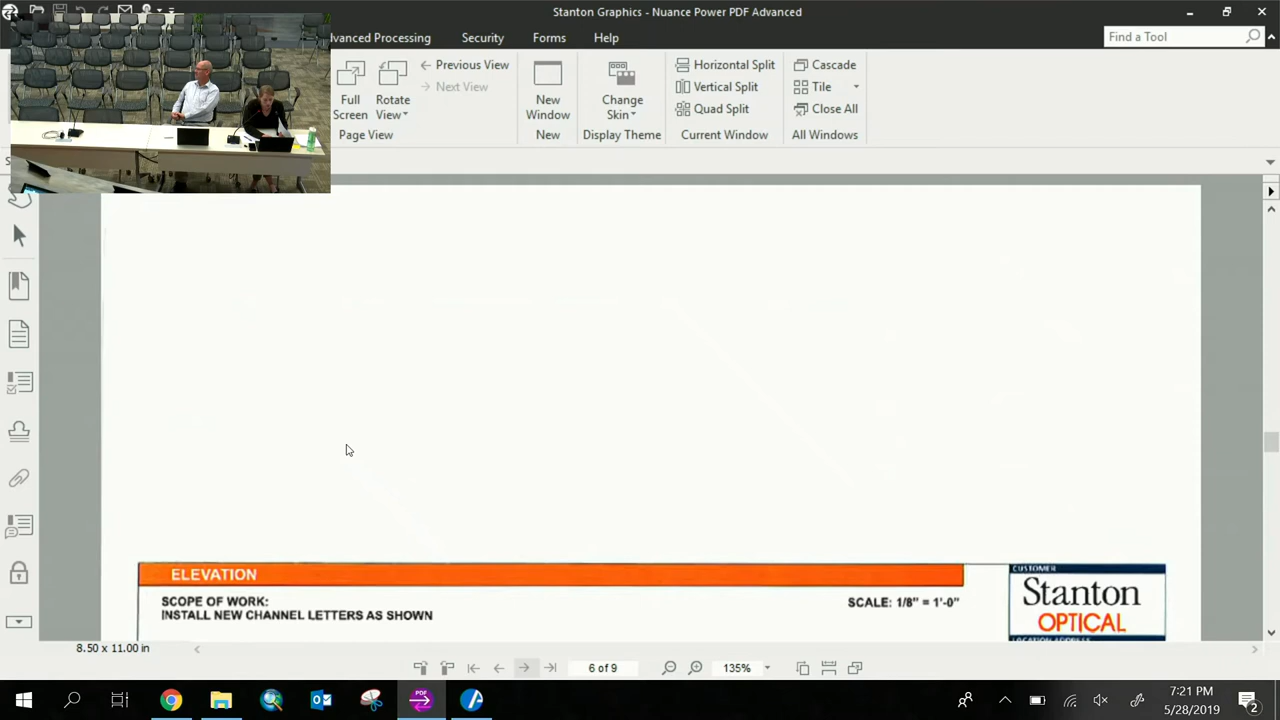 Stanton Graphics - Nuance Power PDF Advanced
dvanced Processing
Security
Forms
Help
Find a Tool
Full Screen
Rotate View
Page View
Previous View
Next View
New Window
New
Change Skin
Display Theme
Horizontal Split
Vertical Split
Quad Split
Current Window
Cascade
Tile
Close All
All Windows
ELEVATION
SCOPE OF WORK:
INSTALL NEW CHANNEL LETTERS AS SHOWN
SCALE: 1/8" = 1'-0"
CUSTOMER
Stanton
OPTICAL
LOCATION ADDRESS
8.50 x 11.00 in
6 of 9
135%
PDF
7:21 PM
5/28/2019
2